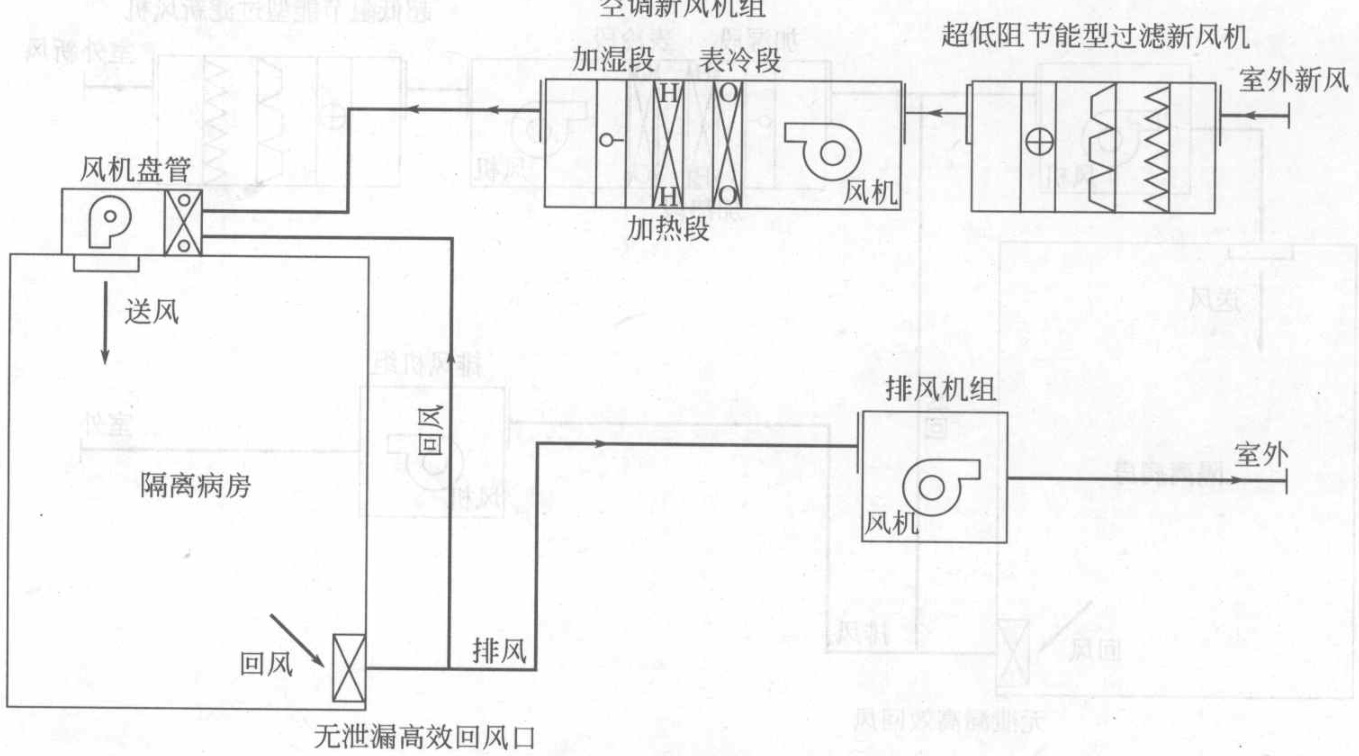 空调新风机组
超低阻节能型过滤新风机
加湿段 表冷段
室外新风
H O
风机盘管
H O
风机
加热段
送风
排风机组
回风
室外
隔离病房
风机
回风
排风
无泄漏高效回风口